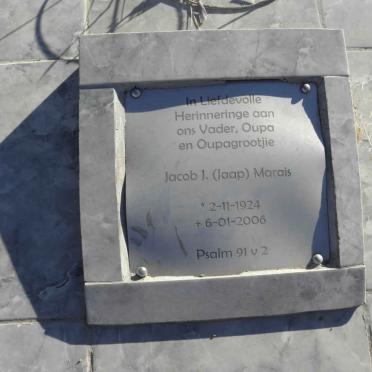 In Liefdevolle
Herinneringe aan
ons Vader, Oupa
en Oupagrootjie
Jacob J. (Jaap) Marais
* 2-11-1924
+ 6-01-2006
Psalm 91 v 2